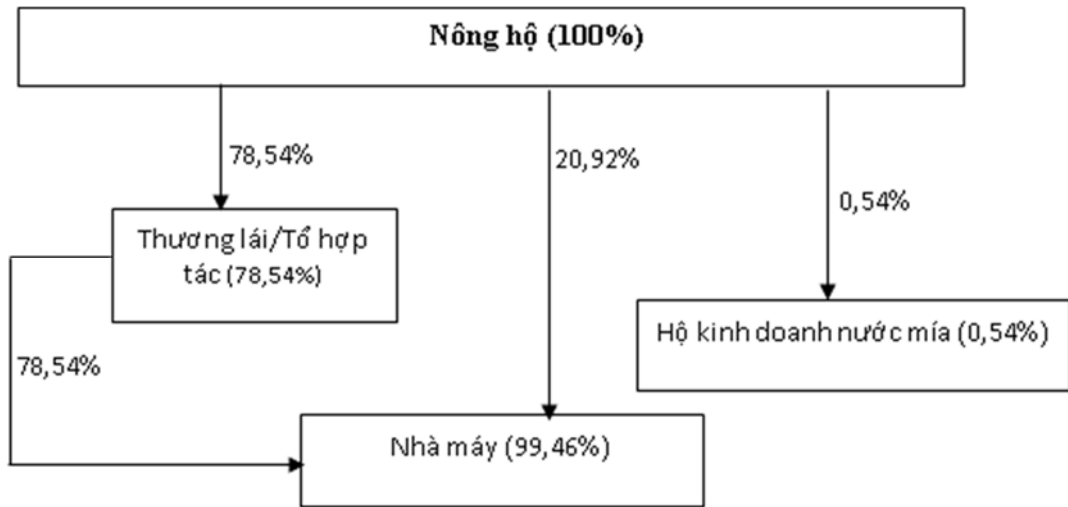 Nông hộ (100%)
78,54%
20,92%
0,54%
Thương lái/Tổ hợp
tác (78,54%)
Hộ kinh doanh nước mía (0,54%)
78,54%
Nhà máy (99,46%)